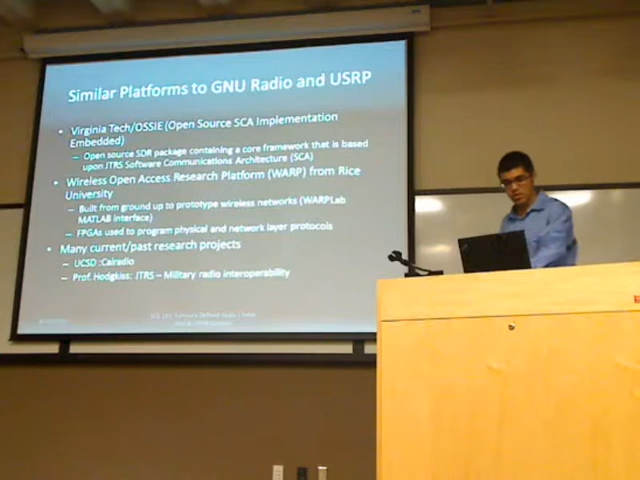 Similar Platforms to GNU Radio and USRP
• Virginia Tech/OSSIE (Open Source SCA Implementation
Embedded)
– Open source SDR package containing a core framework that is based
upon JTRS Software Communications Architecture (SCA)
• Wireless Open Access Research Platform (WARP) from Rice
University
– Built from ground up to prototype wireless networks (WARPLab
MATLAB interface)
– FPGAs used to program physical and network layer protocols
• Many current/past research projects
– UCSD :Calradio
– Prof. Hodgkiss: JTRS – Military radio interoperability